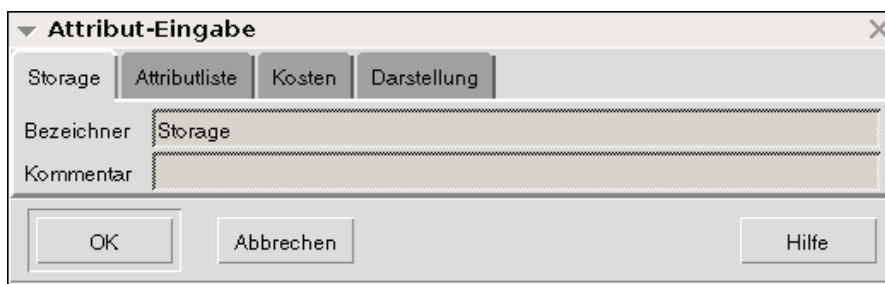 Attribut-Eingabe
Storage Attributliste Kosten Darstellung
Bezeichner Storage
Kommentar
OK Abbrechen Hilfe